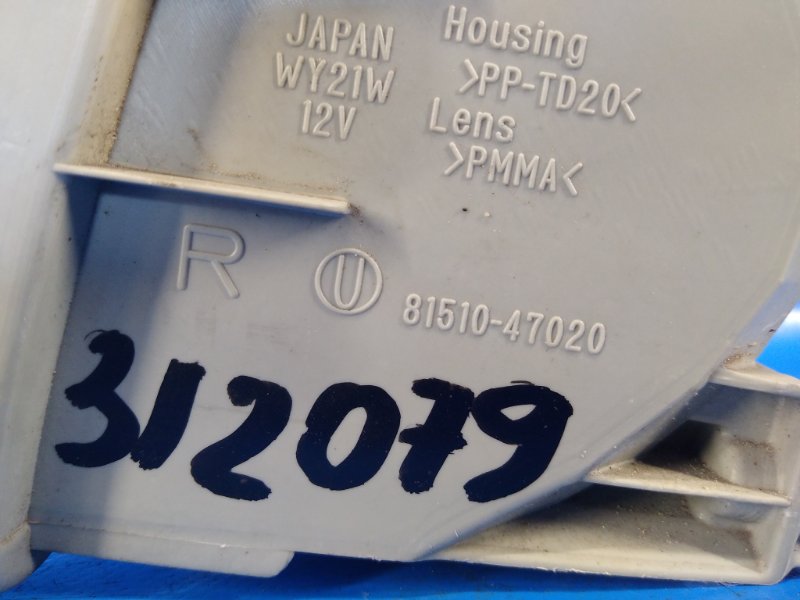 JAPAN
WY21W
12V
Housing
>PP-TD20<
Lens
>PMMA<
R
U
81510-47020
312079